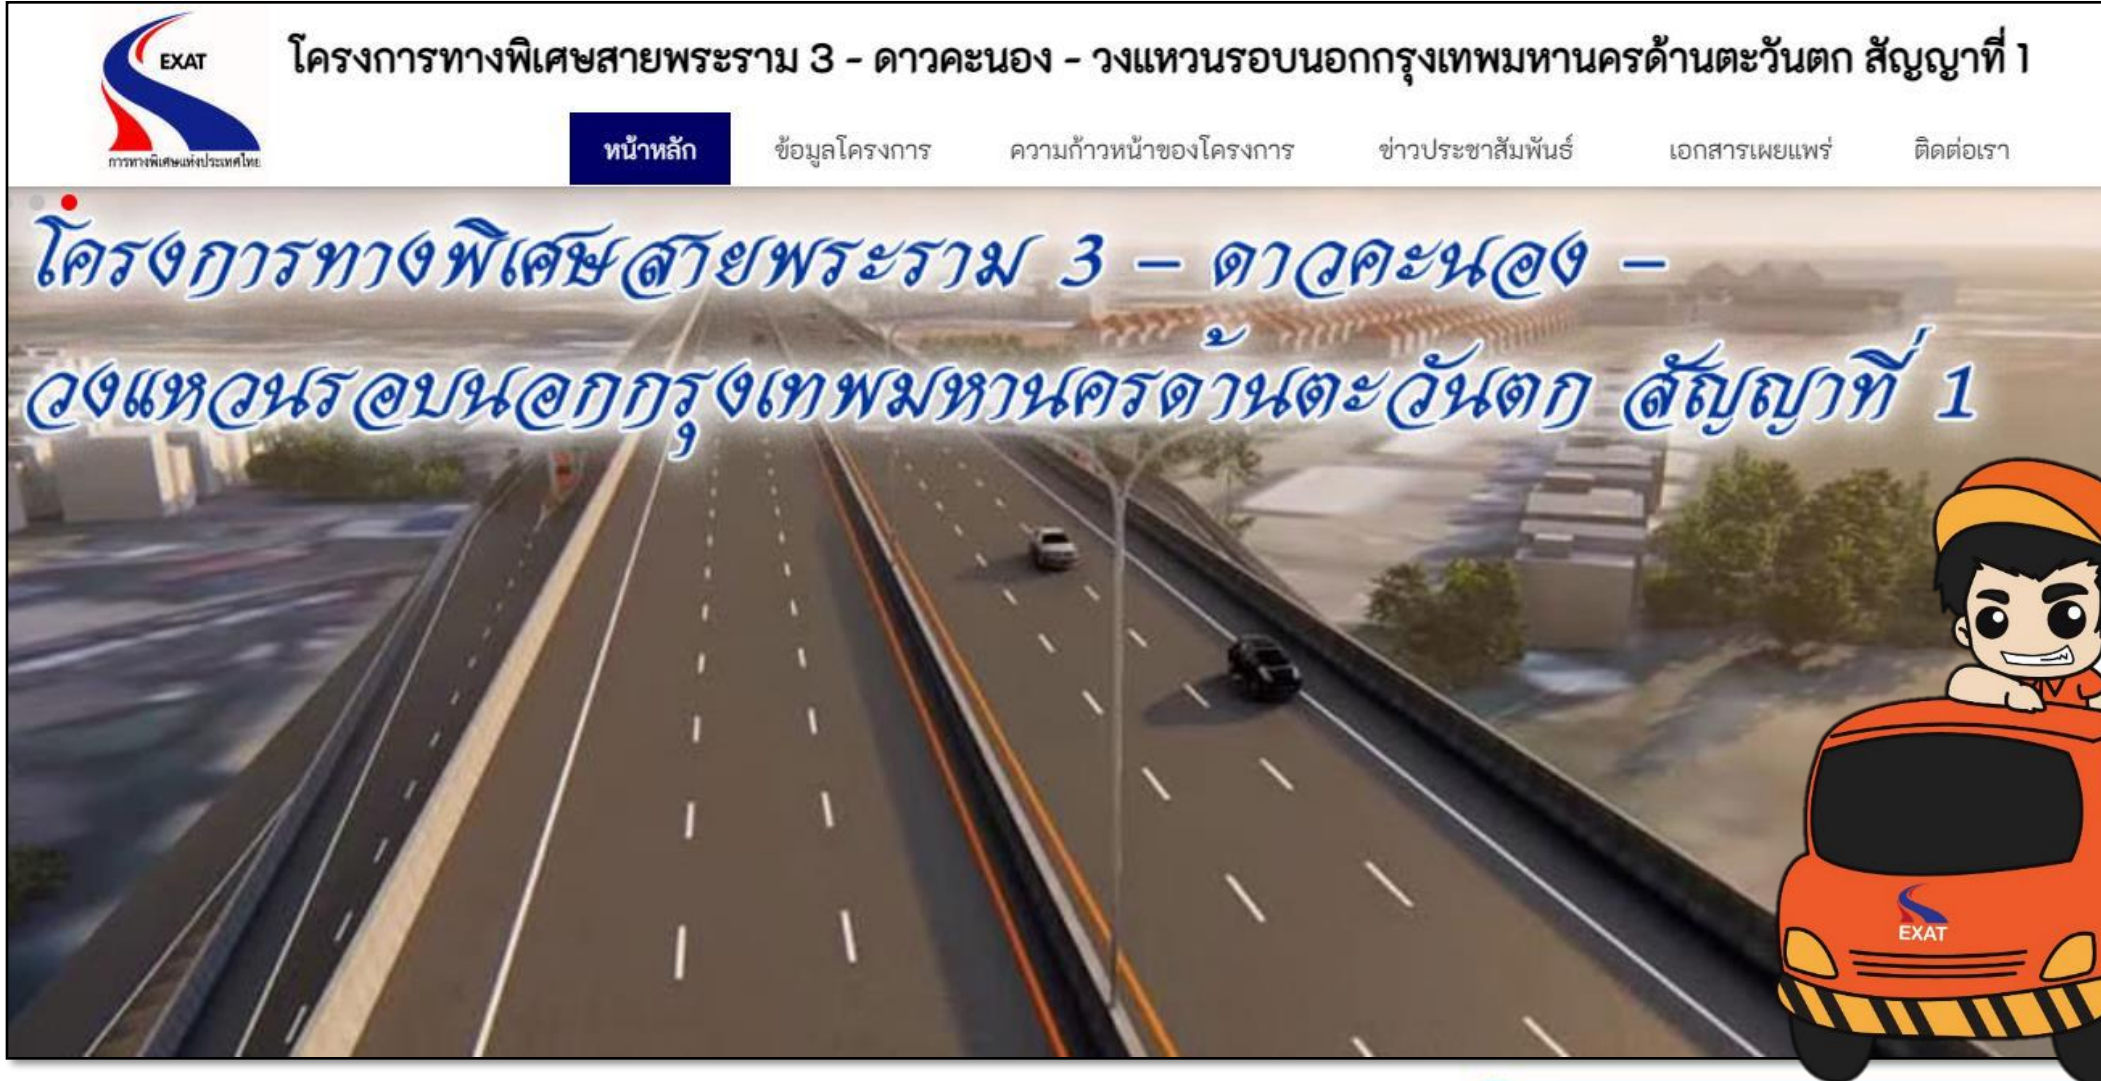 EXAT
การทางพิเศษแห่งประเทศไทย
โครงการทางพิเศษสายพระราม 3 - ดาวคะนอง - วงแหวนรอบนอกกรุงเทพมหานครด้านตะวันตก สัญญาที่ 1
หน้าหลัก ข้อมูลโครงการ ความก้าวหน้าของโครงการ ข่าวประชาสัมพันธ์ เอกสารเผยแพร่ ติดต่อเรา
โครงการทางพิเศษสายพระราม 3 – ดาวคะนอง –
วงแหวนรอบนอกกรุงเทพมหานครด้านตะวันตก สัญญาที่ 1
EXAT